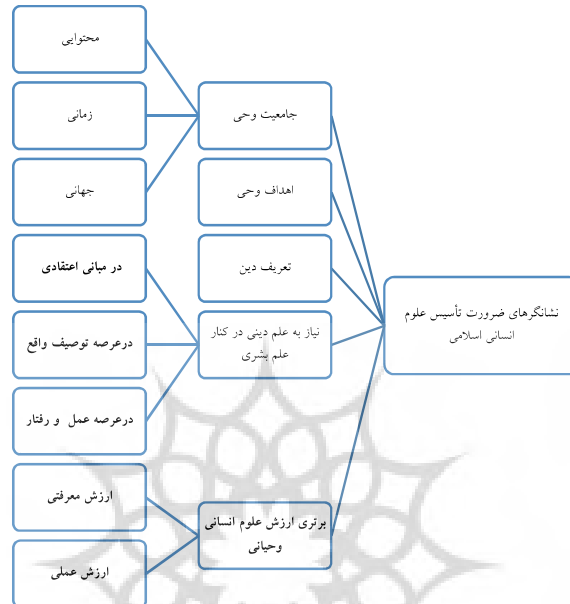 نشانگرهای ضرورت تأسیس علوم
انسانی اسلامی
جامعیت وحی
محتوایی
زمانی
جهانی
اهداف وحی
تعریف دین
نیاز به علم دینی در کنار
علم بشری
در مبانی اعتقادی
درعرصه توصیف واقع
درعرصه عمل و رفتار
برتری ارزش علوم انسانی
وحیانی
ارزش معرفتی
ارزش عملی